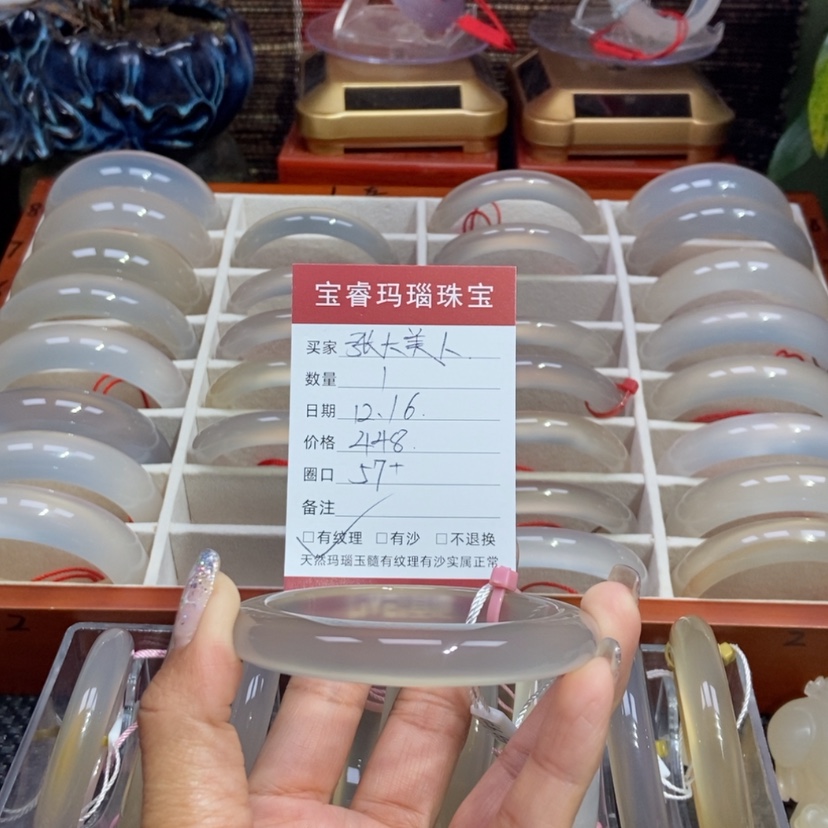 宝睿玛瑙珠宝
买家 张大美人.
数量 1
日期 12.16.
价格 448.
圈口 57+
备注
☑有纹理 □有沙 □不退换
天然玛瑙玉髓有纹理有沙实属正常
2
2